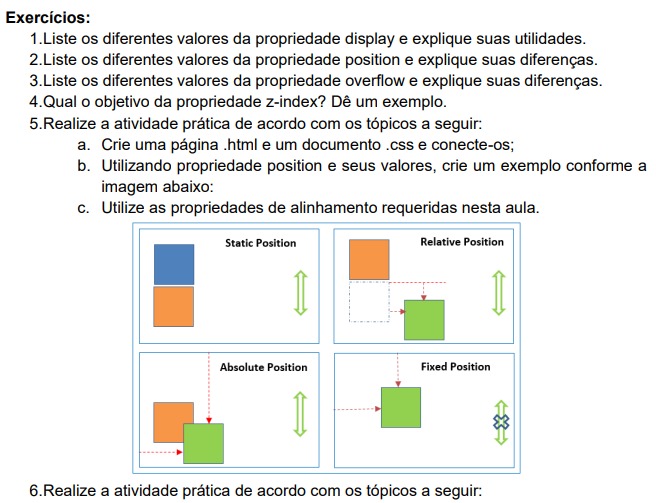 Exercícios:
1.Liste os diferentes valores da propriedade display e explique suas utilidades.
2.Liste os diferentes valores da propriedade position e explique suas diferenças.
3.Liste os diferentes valores da propriedade overflow e explique suas diferenças.
4.Qual o objetivo da propriedade z-index? Dê um exemplo.
5.Realize a atividade prática de acordo com os tópicos a seguir:
a. Crie uma página .html e um documento .css e conecte-os;
b. Utilizando propriedade position e seus valores, crie um exemplo conforme a
imagem abaixo:
c. Utilize as propriedades de alinhamento requeridas nesta aula.
Static Position
Relative Position
Absolute Position
Fixed Position
6.Realize a atividade prática de acordo com os tópicos a seguir: